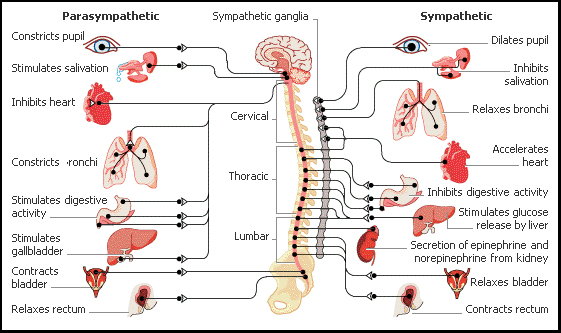 Parasympathetic
Sympathetic ganglia
Sympathetic
Constricts pupil
Stimulates salivation
Inhibits heart
Constricts ronchi
Stimulates digestive
activity
Stimulates
gallbladder
Contracts
bladder
Relaxes rectum
Cervical
Thoracic
Lumbar
Dilates pupil
Inhibits
salivation
Relaxes bronchi
Accelerates
heart
Inhibits digestive activity
Stimulates glucose
release by liver
Secretion of epinephrine and
norepinephrine from kidney
Relaxes bladder
Contracts rectum